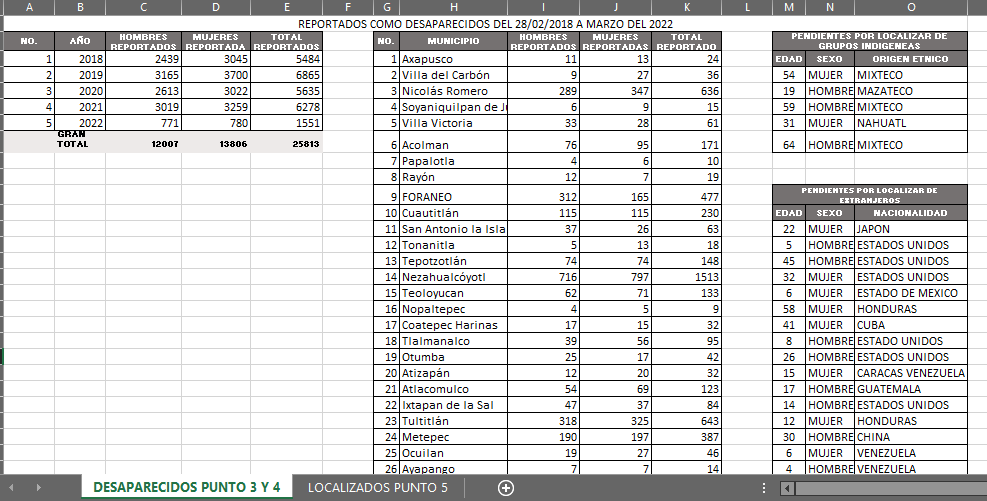 A B C D E F G H I J K L M N O
REPORTADOS COMO DESAPARECIDOS DEL 28/02/2018 A MARZO DEL 2022
NO. AÑO HOMBRES REPORTADOS MUJERES REPORTADA TOTAL REPORTADOS
1 2018 2439 3045 5484
2 2019 3165 3700 6865
3 2020 2613 3022 5635
4 2021 3019 3259 6278
5 2022 771 780 1551
GRAN TOTAL 12007 13806 25813
NO. MUNICIPIO HOMBRES REPORTADOS MUJERES REPORTADAS TOTAL REPORTADO
1 Axapusco 11 13 24
2 Villa del Carbón 9 27 36
3 Nicolás Romero 289 347 636
4 Soyaniquilpan de Ju 6 9 15
5 Villa Victoria 33 28 61
6 Acolman 76 95 171
7 Papalotla 4 6 10
8 Rayón 12 7 19
9 FORANEO 312 165 477
10 Cuautitlán 115 115 230
11 San Antonio la Isla 37 26 63
12 Tonanitla 5 13 18
13 Tepotzotlán 74 74 148
14 Nezahualcóyotl 716 797 1513
15 Teoloyucan 62 71 133
16 Nopaltepec 4 5 9
17 Coatepec Harinas 17 15 32
18 Tlalmanalco 39 56 95
19 Otumba 25 17 42
20 Atizapán 12 20 32
21 Atlacomulco 54 69 123
22 Ixtapan de la Sal 47 37 84
23 Tultitlán 318 325 643
24 Metepec 190 197 387
25 Ocuilan 19 27 46
26 Ayapango 7 7 14
PENDIENTES POR LOCALIZAR DE
GRUPOS INDIGENEAS
EDAD SEXO ORIGEN ETNICO
54 MUJER MIXTECO
19 HOMBRE MAZATECO
59 HOMBRE MIXTECO
31 MUJER NAHUATL
64 HOMBRE MIXTECO
PENDIENTES POR LOCALIZAR DE
EXTRANJEROS
EDAD SEXO NACIONALIDAD
22 MUJER JAPON
5 HOMBRE ESTADOS UNIDOS
45 HOMBRE ESTADOS UNIDOS
32 MUJER ESTADOS UNIDOS
6 MUJER ESTADO DE MEXICO
58 MUJER HONDURAS
41 MUJER CUBA
8 HOMBRE ESTADO UNIDOS
26 HOMBRE ESTADOS UNIDOS
15 MUJER CARACAS VENEZUELA
17 HOMBRE GUATEMALA
14 HOMBRE ESTADOS UNIDOS
12 MUJER HONDURAS
30 HOMBRE CHINA
6 MUJER VENEZUELA
4 HOMBRE VENEZUELA
DESAPARECIDOS PUNTO 3 Y 4 LOCALIZADOS PUNTO 5